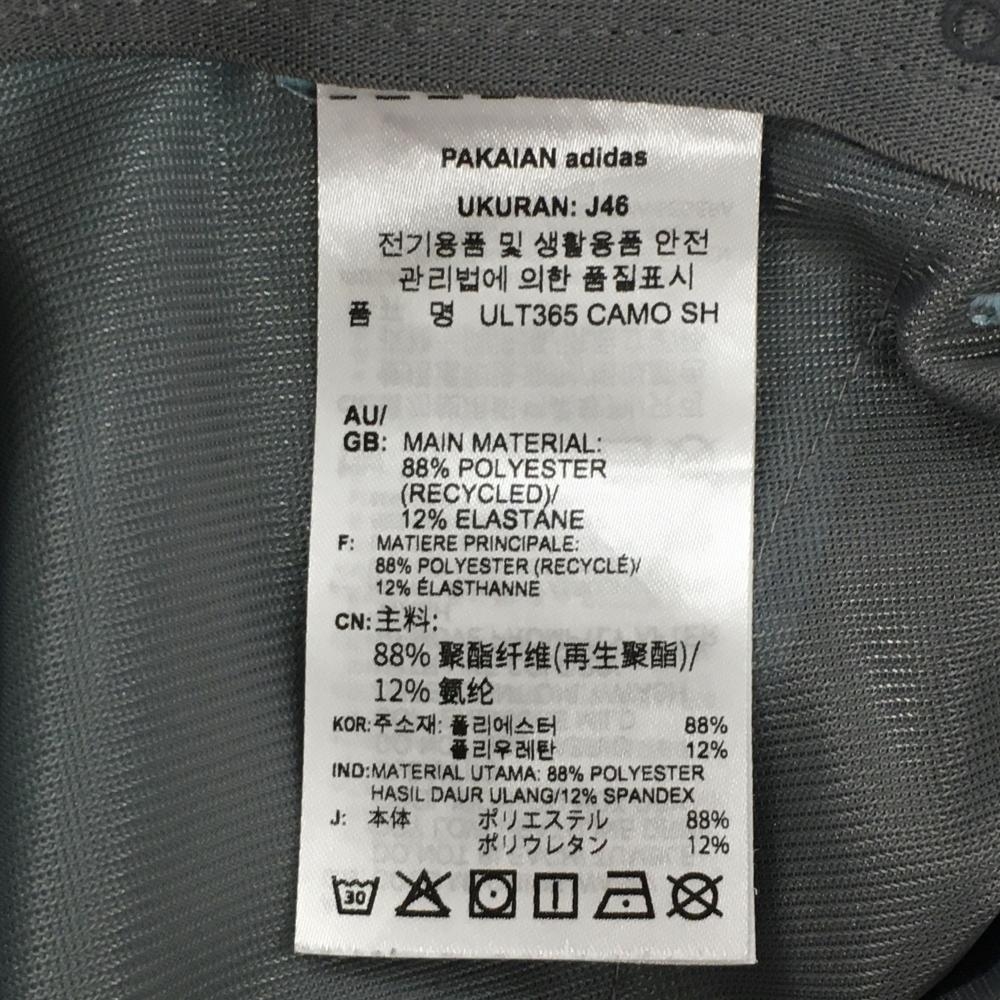 PAKAIAN adidas
UKURAN: J46
전기용품 및 생활용품 안전
관리법에 의한 품질표시
품 명 ULT365 CAMO SH
AU/
GB: MAIN MATERIAL:
88% POLYESTER
(RECYCLED)/
12% ELASTANE
F: MATIERE PRINCIPALE:
88% POLYESTER (RECYCLÉ)/
12% ÉLASTHANNE
CN: 主料:
88% 聚酯纤维(再生聚酯)/
12% 氨纶
KOR: 주소재: 폴리에스터 88%
폴리우레탄 12%
IND: MATERIAL UTAMA: 88% POLYESTER
HASIL DAUR ULANG/12% SPANDEX
J: 本体 ポリエステル 88%
ポリウレタン 12%
30